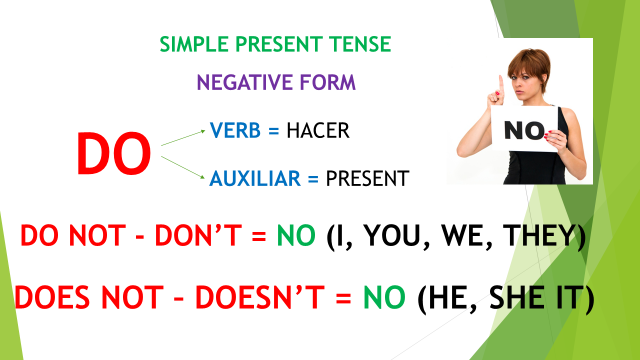 SIMPLE PRESENT TENSE
NEGATIVE FORM
DO
VERB = HACER
AUXILIAR = PRESENT
NO
DO NOT - DON’T = NO (I, YOU, WE, THEY)
DOES NOT – DOESN’T = NO (HE, SHE IT)